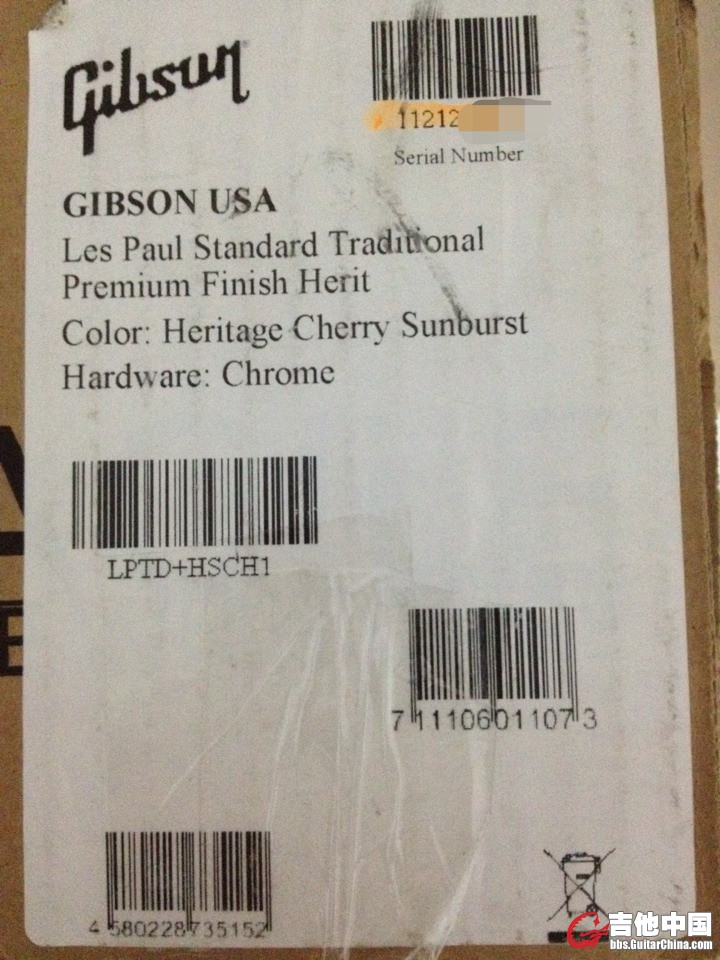 Gibson
11212
Serial Number
GIBSON USA
Les Paul Standard Traditional
Premium Finish Herit
Color: Heritage Cherry Sunburst
Hardware: Chrome
LPTD+HSCH1
7 11106 01107 3
4 580228 735152
吉他中国
bbs.GuitarChina.com